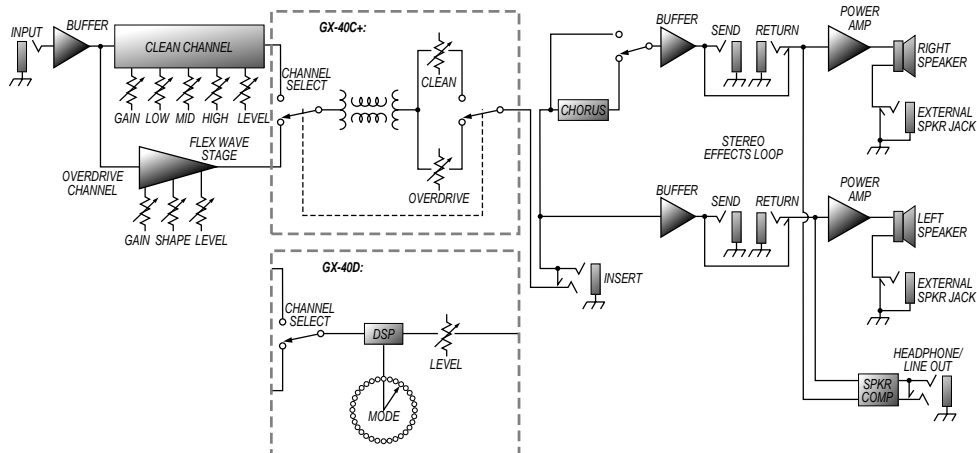 INPUT
BUFFER
CLEAN CHANNEL
GAIN LOW MID HIGH LEVEL
OVERDRIVE
CHANNEL
FLEX WAVE
STAGE
GAIN SHAPE LEVEL
GX-40C+:
CHANNEL
SELECT
CLEAN
OVERDRIVE
GX-40D:
CHANNEL
SELECT
DSP
LEVEL
MODE
CHORUS
INSERT
BUFFER
SEND RETURN
POWER
AMP
RIGHT
SPEAKER
EXTERNAL
SPKR JACK
STEREO
EFFECTS LOOP
BUFFER
SEND RETURN
POWER
AMP
LEFT
SPEAKER
EXTERNAL
SPKR JACK
HEADPHONE/
LINE OUT
SPKR
COMP